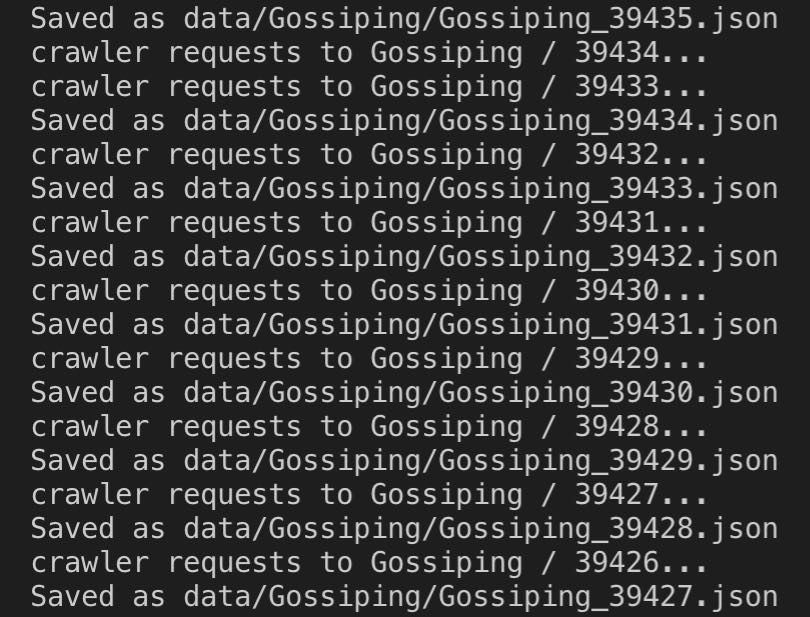 Saved as data/Gossiping/Gossiping_39435.json
crawler requests to Gossiping / 39434...
crawler requests to Gossiping / 39433...
Saved as data/Gossiping/Gossiping_39434.json
crawler requests to Gossiping / 39432...
Saved as data/Gossiping/Gossiping_39433.json
crawler requests to Gossiping / 39431...
Saved as data/Gossiping/Gossiping_39432.json
crawler requests to Gossiping / 39430...
Saved as data/Gossiping/Gossiping_39431.json
crawler requests to Gossiping / 39429...
Saved as data/Gossiping/Gossiping_39430.json
crawler requests to Gossiping / 39428...
Saved as data/Gossiping/Gossiping_39429.json
crawler requests to Gossiping / 39427...
Saved as data/Gossiping/Gossiping_39428.json
crawler requests to Gossiping / 39426...
Saved as data/Gossiping/Gossiping_39427.json